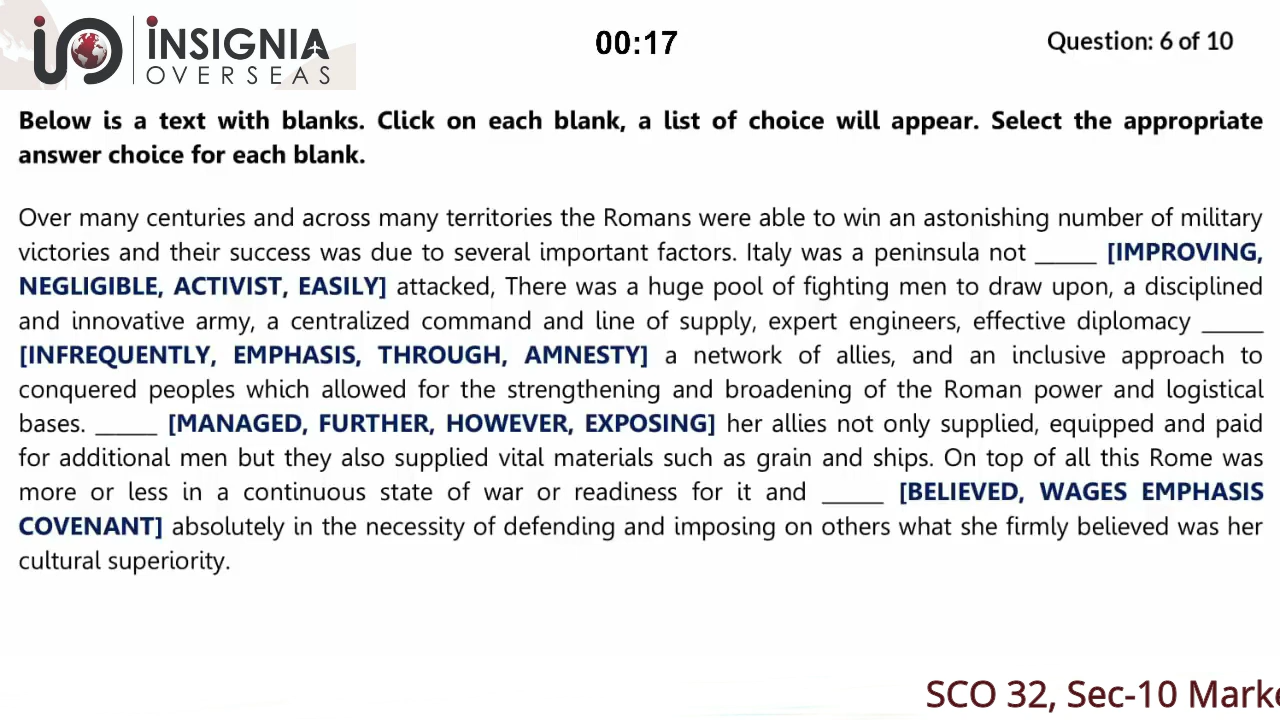 iO INSIGNIA
OVERSEAS
00:17
Question: 6 of 10
Below is a text with blanks. Click on each blank, a list of choice will appear. Select the appropriate
answer choice for each blank.
Over many centuries and across many territories the Romans were able to win an astonishing number of military
victories and their success was due to several important factors. Italy was a peninsula not _____ [IMPROVING,
NEGLIGIBLE, ACTIVIST, EASILY] attacked, There was a huge pool of fighting men to draw upon, a disciplined
and innovative army, a centralized command and line of supply, expert engineers, effective diplomacy _____
[INFREQUENTLY, EMPHASIS, THROUGH, AMNESTY] a network of allies, and an inclusive approach to
conquered peoples which allowed for the strengthening and broadening of the Roman power and logistical
bases. _____ [MANAGED, FURTHER, HOWEVER, EXPOSING] her allies not only supplied, equipped and paid
for additional men but they also supplied vital materials such as grain and ships. On top of all this Rome was
more or less in a continuous state of war or readiness for it and _____ [BELIEVED, WAGES EMPHASIS
COVENANT] absolutely in the necessity of defending and imposing on others what she firmly believed was her
cultural superiority.
SCO 32, Sec-10 Marke